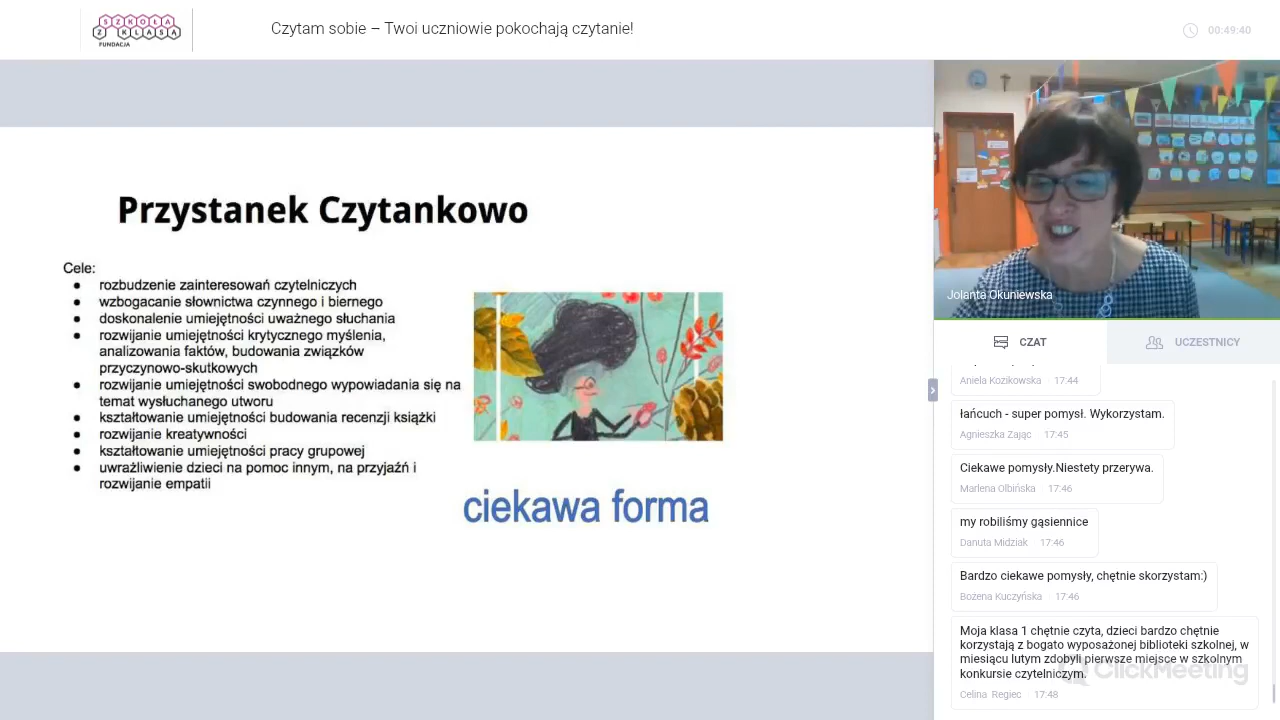 SZKOŁA
Z KLASĄ
FUNDACJA
Czytam sobie – Twoi uczniowie pokochają czytanie!
00:49:40
Przystanek Czytankowo
Cele:
● rozbudzenie zainteresowań czytelniczych
● wzbogacanie słownictwa czynnego i biernego
● doskonalenie umiejętności uważnego słuchania
● rozwijanie umiejętności krytycznego myślenia,
analizowania faktów, budowania związków
przyczynowo-skutkowych
● rozwijanie umiejętności swobodnego wypowiadania się na
temat wysłuchanego utworu
● kształtowanie umiejętności budowania recenzji książki
● rozwijanie kreatywności
● kształtowanie umiejętności pracy grupowej
● uwrażliwienie dzieci na pomoc innym, na przyjaźń i
rozwijanie empatii
ciekawa forma
Jolanta Okuniewska
CZAT
UCZESTNICY
Aniela Kozikowska 17:44
łańcuch - super pomysł. Wykorzystam.
Agnieszka Zając 17:45
Ciekawe pomysły.Niestety przerywa.
Marlena Olbińska 17:46
my robiliśmy gąsiennice
Danuta Midziak 17:46
Bardzo ciekawe pomysły, chętnie skorzystam:)
Bożena Kuczyńska 17:46
Moja klasa 1 chętnie czyta, dzieci bardzo chętnie
korzystają z bogato wyposażonej biblioteki szkolnej, w
miesiącu lutym zdobyli pierwsze miejsce w szkolnym
konkursie czytelniczym.
Celina Regiec 17:48
ClickMeeting